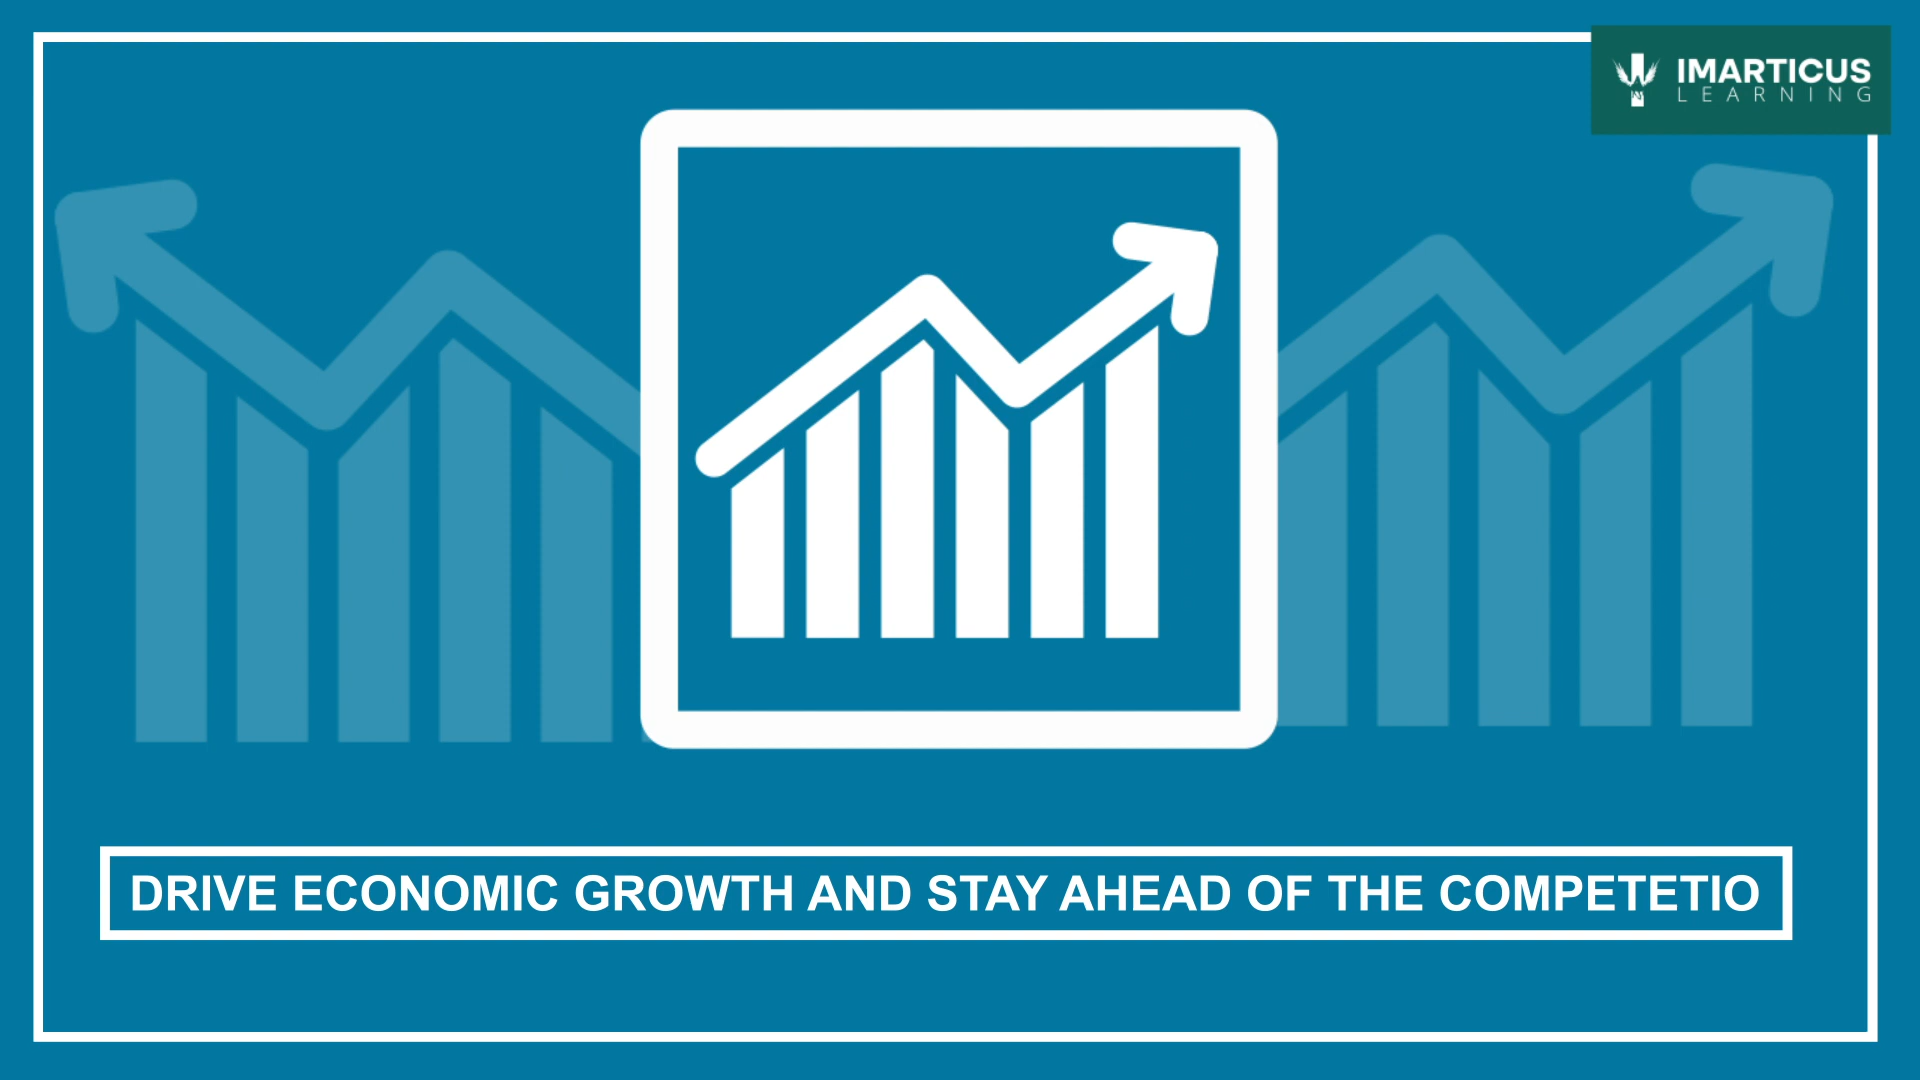 IMARTICUS
LEARNING
DRIVE ECONOMIC GROWTH AND STAY AHEAD OF THE COMPETETIO